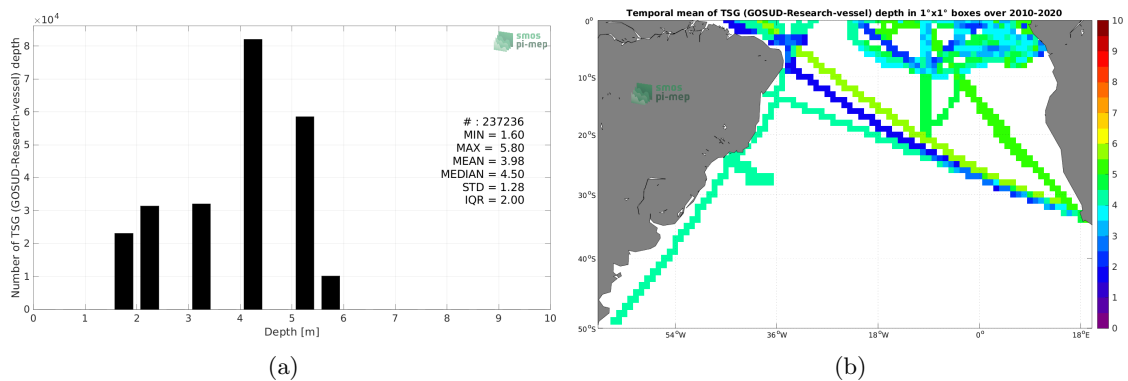 ×10⁴
smos
pi-mep
Number of TSG (GOSUD-Research-vessel) depth
8
7
6
5
4
3
2
1
0
# : 237236
MIN = 1.60
MAX = 5.80
MEAN = 3.98
MEDIAN = 4.50
STD = 1.28
IQR = 2.00
0 1 2 3 4 5 6 7 8 9 10
Depth [m]
(a)
Temporal mean of TSG (GOSUD-Research-vessel) depth in 1°x1° boxes over 2010-2020
0°
10°S
20°S
30°S
40°S
50°S
smos
pi-mep
54°W 36°W 18°W 0° 18°E
10
9
8
7
6
5
4
3
2
1
0
(b)